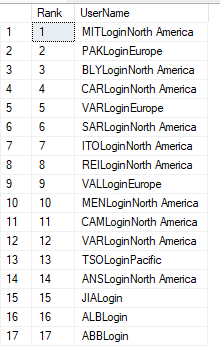 Rank UserName
1 1 MITLoginNorth America
2 2 PAKLoginEurope
3 3 BLYLoginNorth America
4 4 CARLoginNorth America
5 5 VARLoginEurope
6 6 SARLoginNorth America
7 7 ITOLoginNorth America
8 8 REILoginNorth America
9 9 VALLoginEurope
10 10 MENLoginNorth America
11 11 CAMLoginNorth America
12 12 VARLoginNorth America
13 13 TSOLoginPacific
14 14 ANSLoginNorth America
15 15 JIALogin
16 16 ALBLogin
17 17 ABBLogin